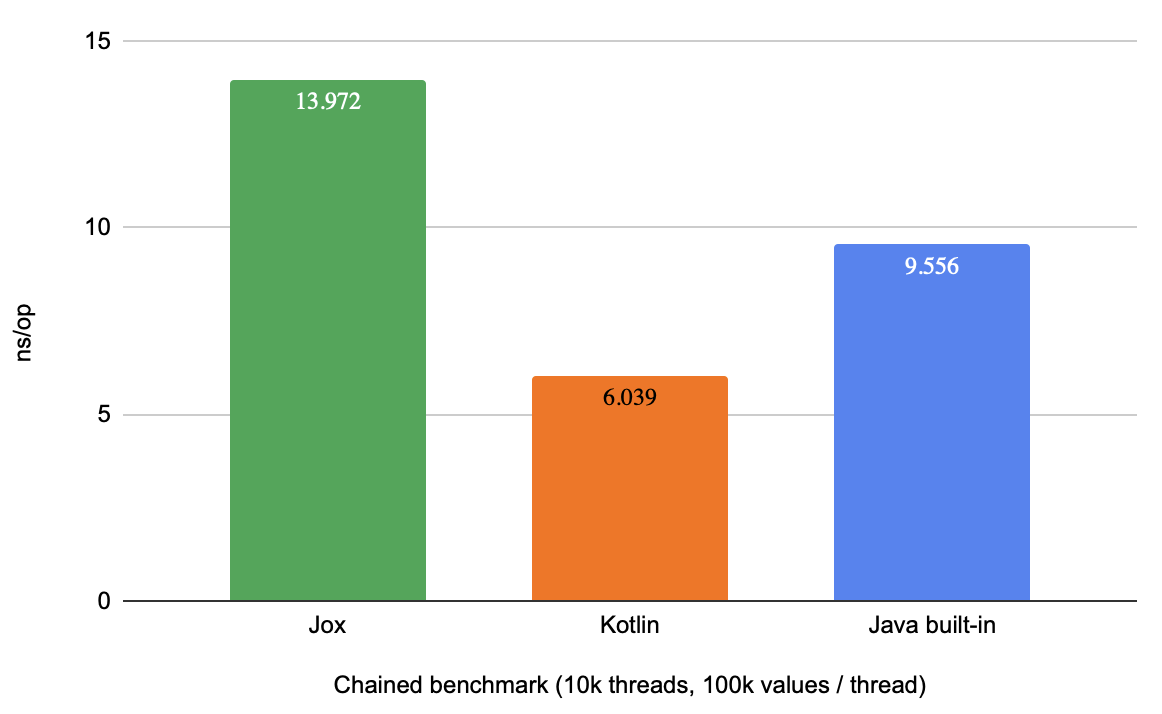 15
13.972
10
9.556
ns/op
6.039
5
0
Jox
Kotlin
Java built-in
Chained benchmark (10k threads, 100k values / thread)